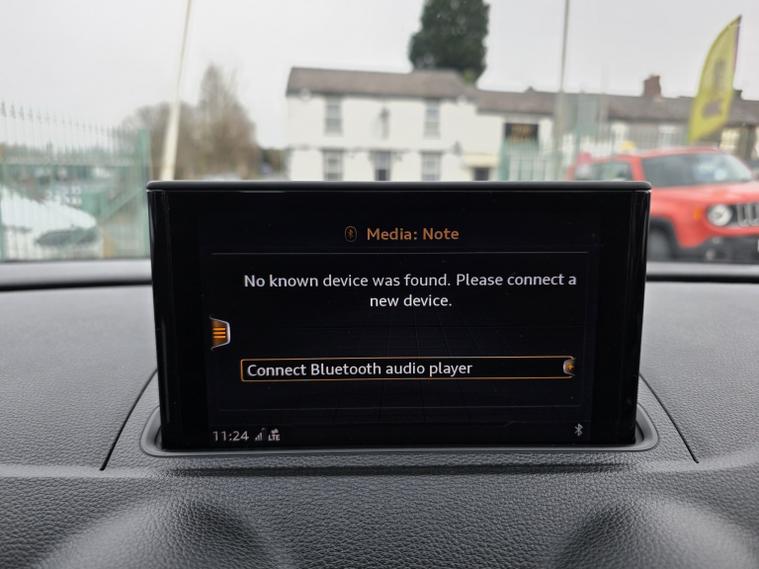 Media: Note
No known device was found. Please connect a
new device.
Connect Bluetooth audio player
11:24 LTE